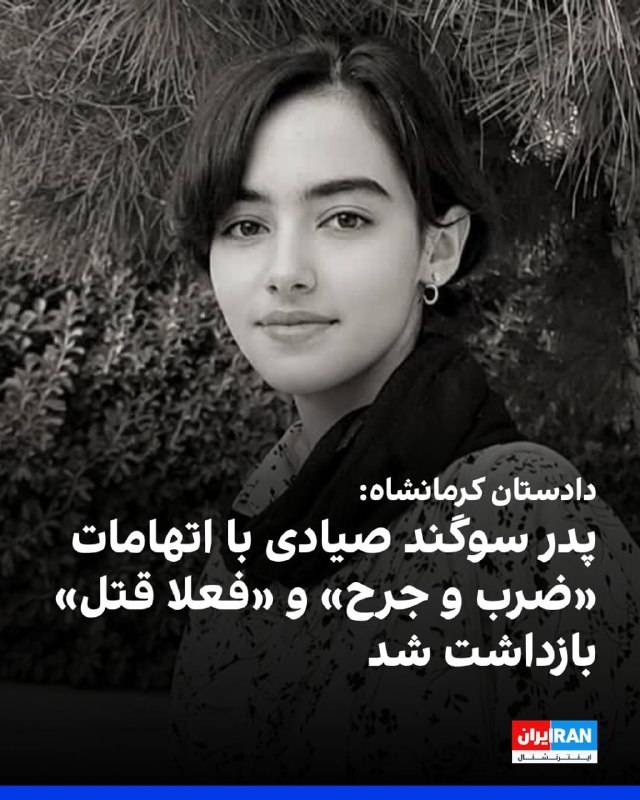 دادستان کرمانشاه:
پدر سوگند صیادی با اتهامات
«ضرب و جرح» و «فعلا قتل»
بازداشت شد
ایران IRAN
اینترنشنال